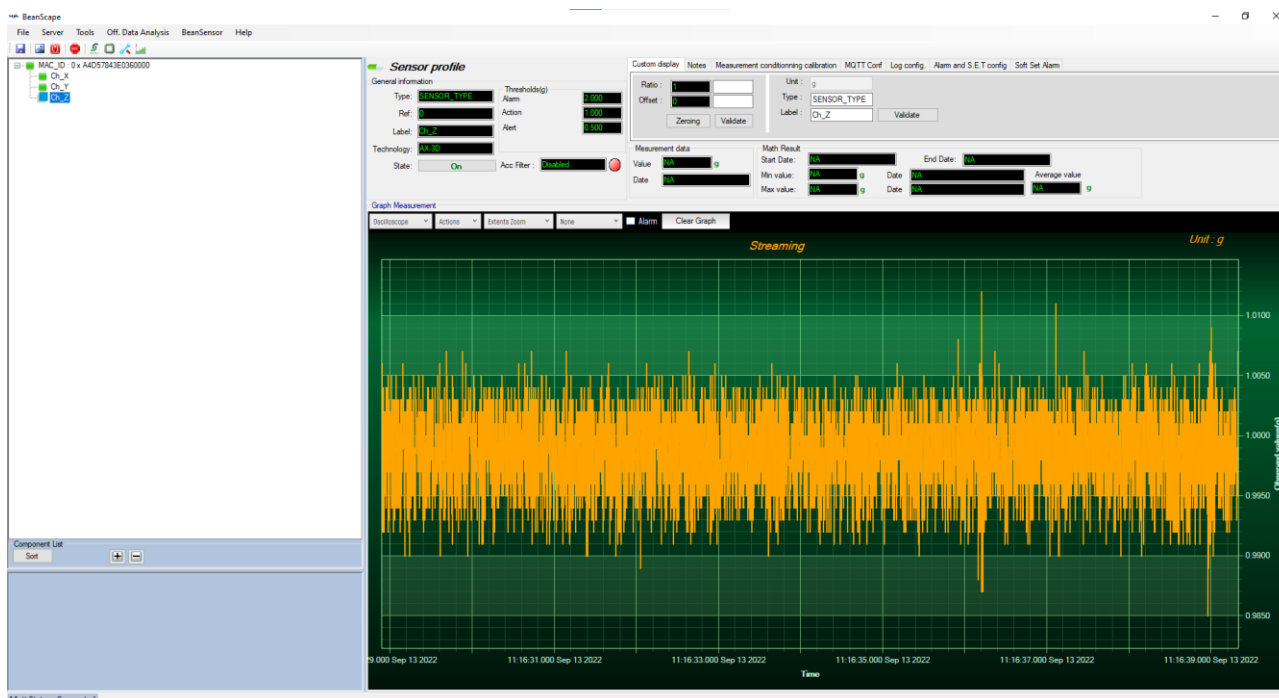 BeanScape
File Server Tools Off. Data Analysis BeanSensor Help
MAC_ID : 0 x A4D57843E0360000
Ch_X
Ch_Y
Ch_Z
Component List
Sort
Sensor profile
General information
Type: SENSOR_TYPE
Ref: 0
Label: Ch_Z
Technology: AX-3D
State: On
Thresholds(g)
Alarm 2.000
Action 1.000
Alert 0.500
Acc Filter : Disabled
Custom display Notes Measurement conditionning calibration MQTT Conf Log config. Alarm and S.E.T config Soft Set Alarm
Ratio : 1
Offset : 0
Zeroing Validate
Unit : g
Type : SENSOR_TYPE
Label : Ch_Z Validate
Measurement data
Value NA g
Date NA
Math Result
Start Date: NA End Date: NA
Min value: NA g Date NA Average value
Max value: NA g Date NA NA g
Graph Measurement
Oscilloscope Actions Extents Zoom None Alarm Clear Graph
Streaming
Unit : g
1.0100
1.0050
1.0000
0.9950
0.9900
0.9850
29.000 Sep 13 2022 11:16:31.000 Sep 13 2022 11:16:33.000 Sep 13 2022 11:16:35.000 Sep 13 2022 11:16:37.000 Sep 13 2022 11:16:39.000 Sep 13 2022
Time